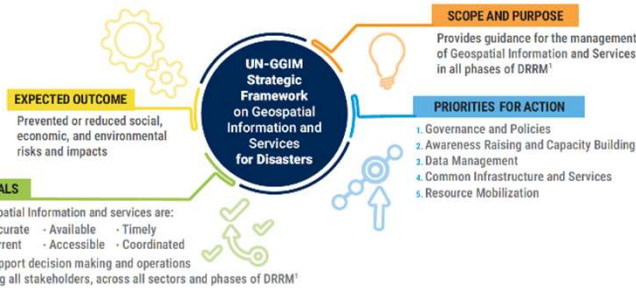 SCOPE AND PURPOSE
Provides guidance for the management
of Geospatial Information and Services
in all phases of DRRM¹
UN-GGIM
Strategic
Framework
on Geospatial
Information and
Services
for Disasters
EXPECTED OUTCOME
Prevented or reduced social,
economic, and environmental
risks and impacts
PRIORITIES FOR ACTION
1. Governance and Policies
2. Awareness Raising and Capacity Building
3. Data Management
4. Common Infrastructure and Services
5. Resource Mobilization
ALS
patial Information and services are:
curate - Available - Timely
rrent - Accessible - Coordinated
pport decision making and operations
g all stakeholders, across all sectors and phases of DRRM¹